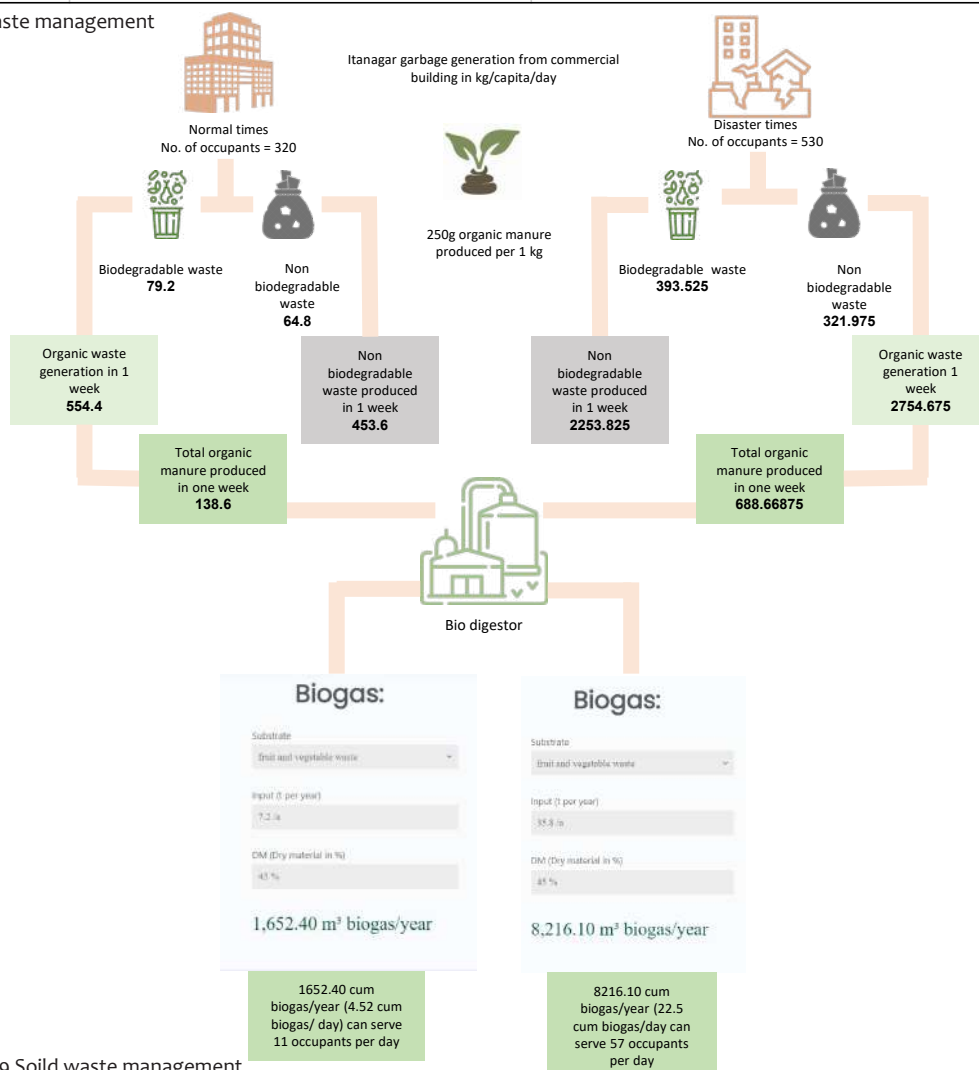 aste management
Itanagar garbage generation from commercial
building in kg/capita/day
Normal times
No. of occupants = 320
Disaster times
No. of occupants = 530
250g organic manure
produced per 1 kg
Biodegradable waste
79.2
Non
biodegradable
waste
64.8
Biodegradable waste
393.525
Non
biodegradable
waste
321.975
Organic waste
generation in 1
week
554.4
Non
biodegradable
waste produced
in 1 week
453.6
Non
biodegradable
waste produced
in 1 week
2253.825
Organic waste
generation 1
week
2754.675
Total organic
manure produced
in one week
138.6
Total organic
manure produced
in one week
688.66875
Bio digestor
Biogas:
Substrate
fruit and vegetable waste
Input (t per year)
7.2 /a
DM (Dry material in %)
45 %
1,652.40 m³ biogas/year
Biogas:
Substrate
fruit and vegetable waste
Input (t per year)
35.8 /a
DM (Dry material in %)
45 %
8,216.10 m³ biogas/year
1652.40 cum
biogas/year (4.52 cum
biogas/ day) can serve
11 occupants per day
8216.10 cum
biogas/year (22.5
cum biogas/day can
serve 57 occupants
per day
9 Soild waste management